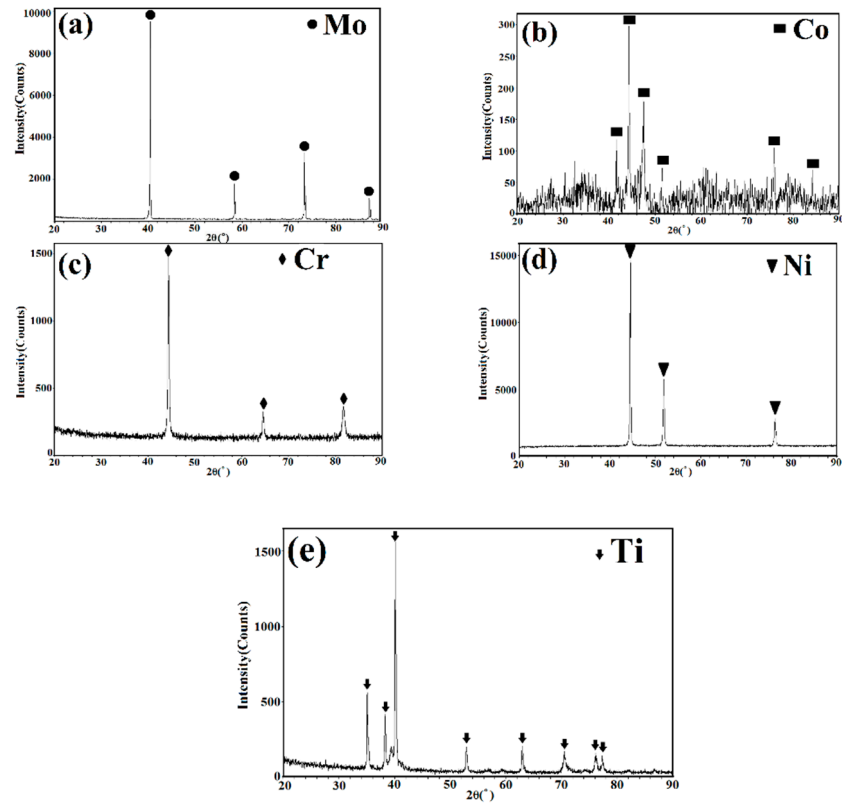 (a)
Mo
Intensity(Counts)
10000
8000
6000
4000
2000
20 30 40 50 60 70 80 90
2θ(°)
(b)
Co
Intensity(Counts)
300
250
200
150
100
50
0
20 30 40 50 60 70 80 90
2θ(°)
(c)
Cr
Intensity(Counts)
1500
1000
500
0
20 30 40 50 60 70 80 90
2θ(°)
(d)
Ni
Intensity(Counts)
15000
10000
5000
0
20 30 40 50 60 70 80 90
2θ(°)
(e)
Ti
Intensity(Counts)
1500
1000
500
0
20 30 40 50 60 70 80 90
2θ(°)